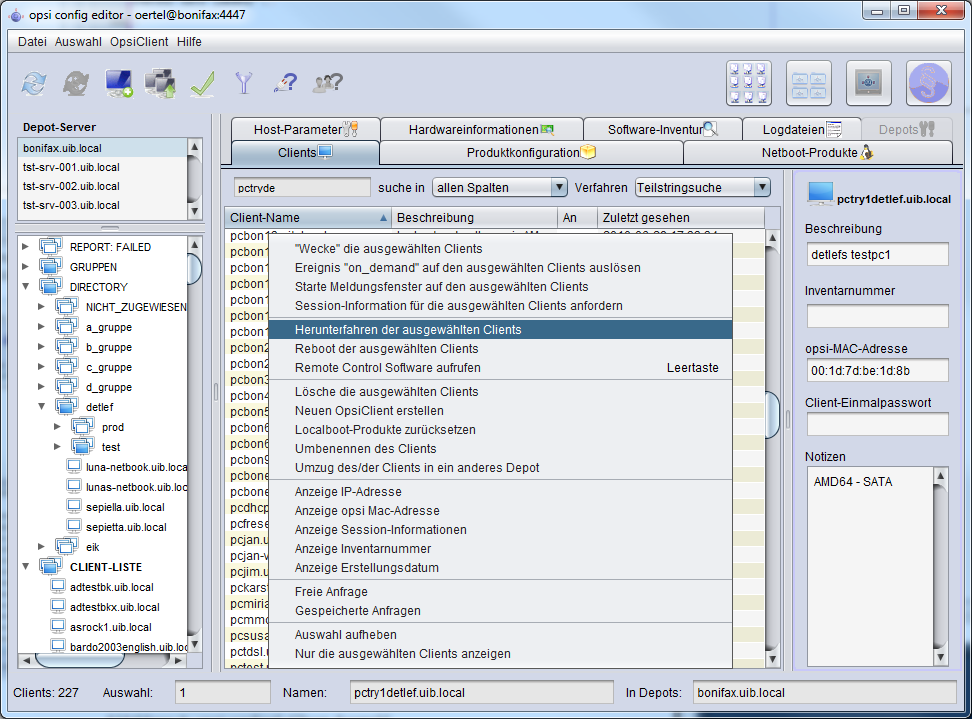 opsi config editor - oertel@bonifax:4447
Datei Auswahl OpsiClient Hilfe
Depot-Server
bonifax.uib.local
tst-srv-001.uib.local
tst-srv-002.uib.local
tst-srv-003.uib.local
REPORT: FAILED
GRUPPEN
DIRECTORY
NICHT_ZUGEWIESEN
a_gruppe
b_gruppe
c_gruppe
d_gruppe
detlef
prod
test
luna-netbook.uib.loca
lunas-netbook.uib.loc
sepiella.uib.local
sepietta.uib.local
eik
CLIENT-LISTE
adtestbk.uib.local
adtestbkx.uib.local
asrock1.uib.local
bardo2003english.uib.loc
Host-Parameter
Hardwareinformationen
Software-Inventur
Logdateien
Depots
Clients
Produktkonfiguration
Netboot-Produkte
pctryde
suche in
allen Spalten
Verfahren
Teilstringsuche
Client-Name
Beschreibung
An
Zuletzt gesehen
pcbon1
pcbon1
pcbon1
pcbon1
pcbon1
pcbon2
pcbon2
pcbon3
pcbon4
pcbon5
pcbon6
pcbon6
pcbon9
pcbone
pcbone
pcdhcp
pcfrese
pcjan.u
pcjan-v
pcjim.u
pckarst
pcmiria
pcmmc
pcsusa
pctdsl.u
"Wecke" die ausgewählten Clients
Ereignis "on_demand" auf den ausgewählten Clients auslösen
Starte Meldungsfenster auf den ausgewählten Clients
Session-Information für die ausgewählten Clients anfordern
Herunterfahren der ausgewählten Clients
Reboot der ausgewählten Clients
Remote Control Software aufrufen Leertaste
Lösche die ausgewählten Clients
Neuen OpsiClient erstellen
Localboot-Produkte zurücksetzen
Umbenennen des Clients
Umzug des/der Clients in ein anderes Depot
Anzeige IP-Adresse
Anzeige opsi Mac-Adresse
Anzeige Session-Informationen
Anzeige Inventarnummer
Anzeige Erstellungsdatum
Freie Anfrage
Gespeicherte Anfragen
Auswahl aufheben
Nur die ausgewählten Clients anzeigen
pctry1detlef.uib.local
Beschreibung
detlefs testpc1
Inventarnummer
opsi-MAC-Adresse
00:1d:7d:be:1d:8b
Client-Einmalpasswort
Notizen
AMD64 - SATA
Clients: 227
Auswahl:
1
Namen:
pctry1detlef.uib.local
In Depots:
bonifax.uib.local